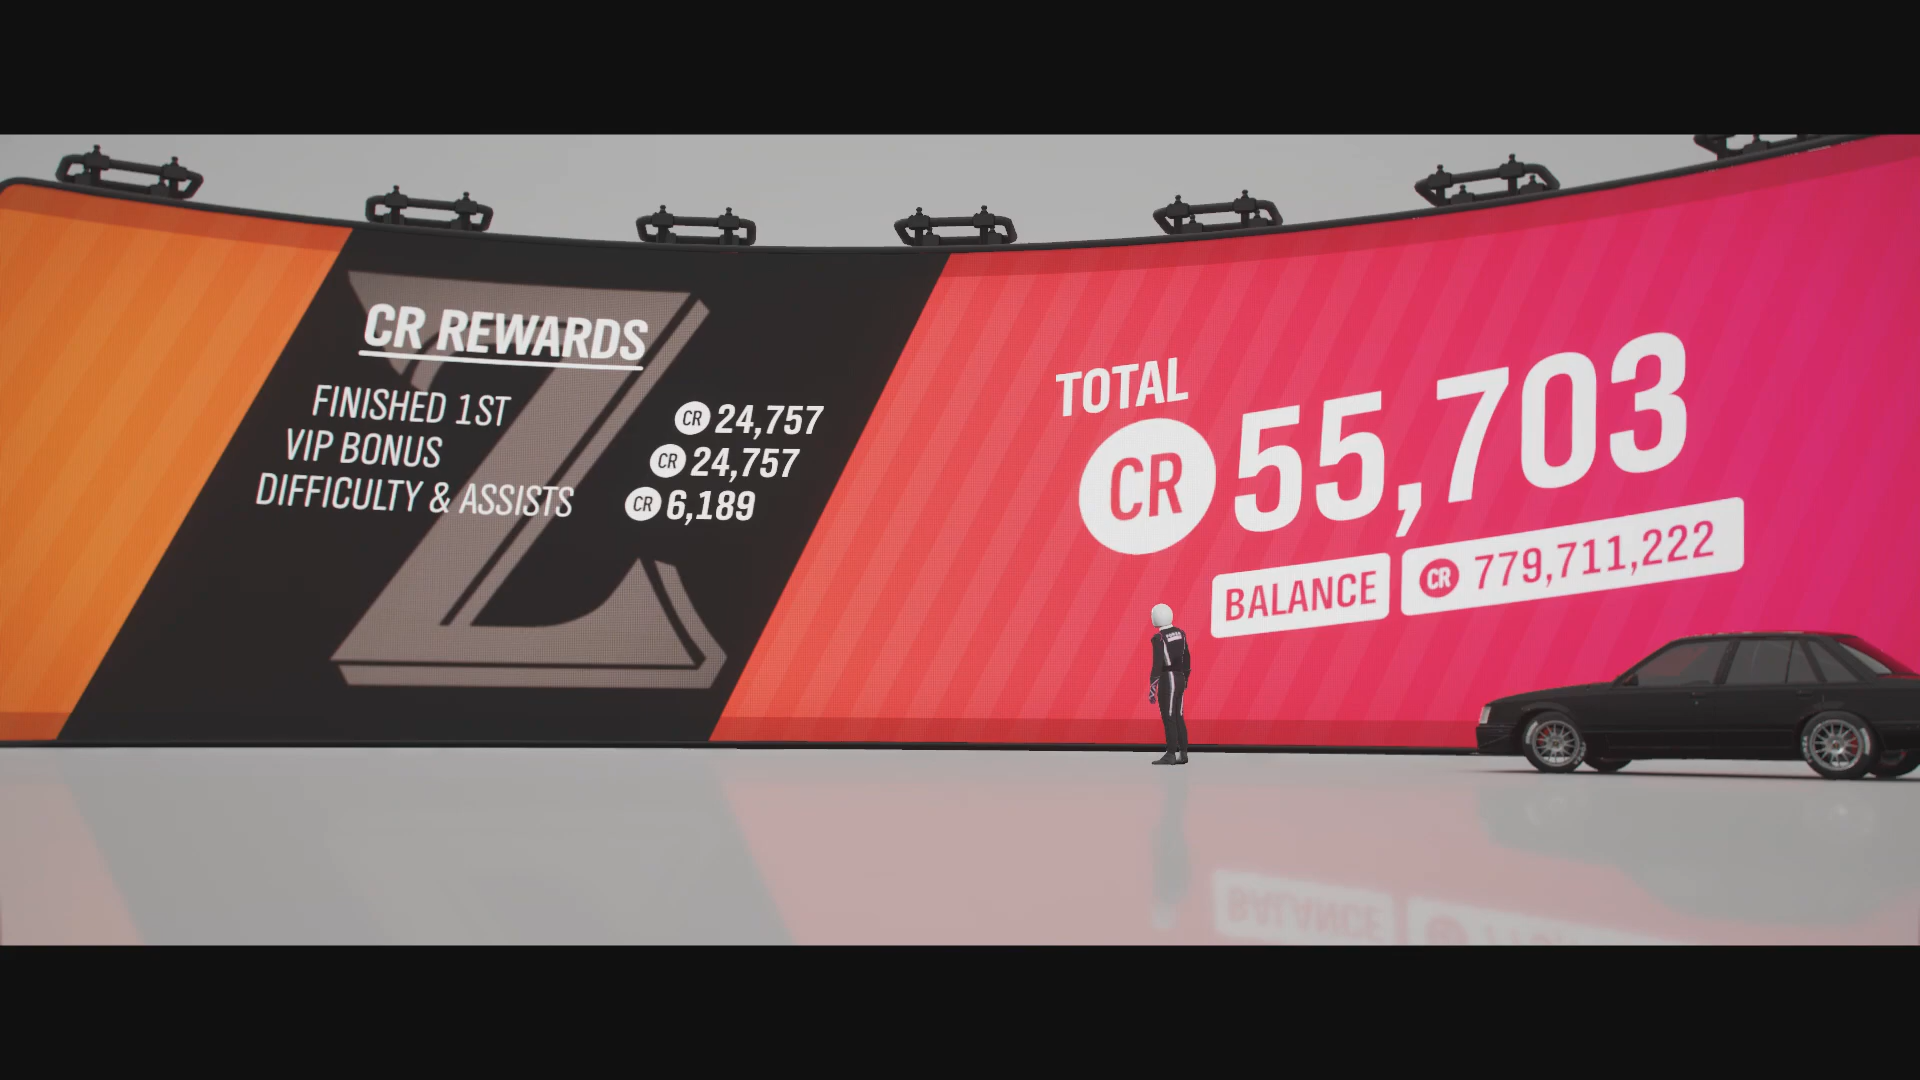 CR REWARDS
FINISHED 1ST CR 24,757
VIP BONUS CR 24,757
DIFFICULTY & ASSISTS CR 6,189
TOTAL
CR 55,703
BALANCE CR 779,711,222